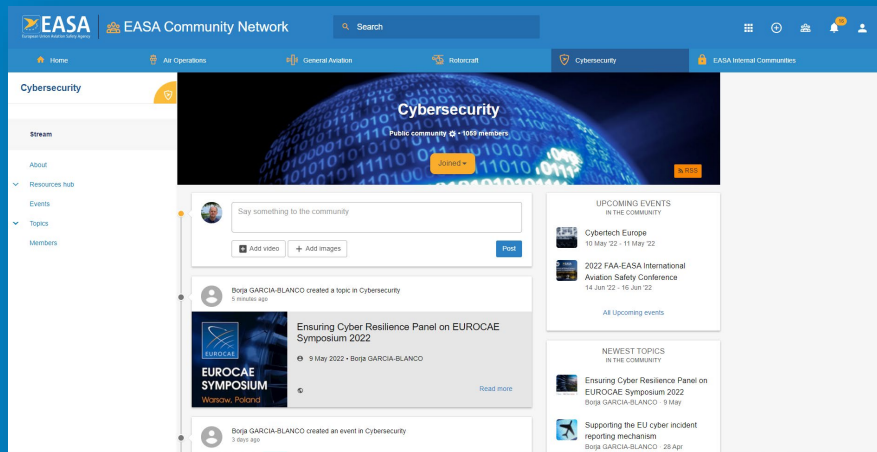 EASA
European Union Aviation Safety Agency
EASA Community Network
Search
10
Home
Air Operations
General Aviation
Rotorcraft
Cybersecurity
EASA Internal Communities
Cybersecurity
Stream
About
Resources hub
Events
Topics
Members
Cybersecurity
Public community • 1059 members
Joined
RSS
Say something to the community
Add video
Add images
Post
Borja GARCIA-BLANCO created a topic in Cybersecurity
5 minutes ago
EUROCAE
EUROCAE
SYMPOSIUM
Warsaw, Poland
Ensuring Cyber Resilience Panel on EUROCAE
Symposium 2022
9 May 2022 • Borja GARCIA-BLANCO
Read more
Borja GARCIA-BLANCO created an event in Cybersecurity
3 days ago
UPCOMING EVENTS
IN THE COMMUNITY
Cybertech Europe
10 May '22 - 11 May '22
2022 FAA-EASA International
Aviation Safety Conference
14 Jun '22 - 16 Jun '22
All Upcoming events
NEWEST TOPICS
IN THE COMMUNITY
Ensuring Cyber Resilience Panel on
EUROCAE Symposium 2022
Borja GARCIA-BLANCO · 9 May
Supporting the EU cyber incident
reporting mechanism
Borja GARCIA-BLANCO · 28 Apr